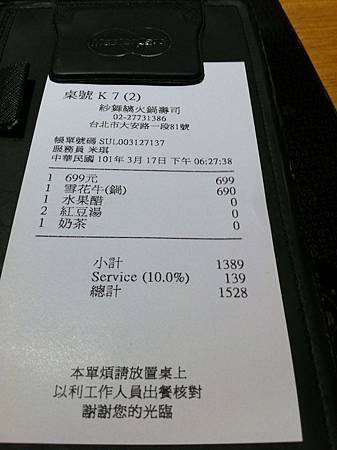 桌號 K 7 (2)
紗舞縭火鍋壽司
02-27731386
台北市大安路一段81號
帳單號碼 SUL003127137
服務員 米琪
中華民國 101年 3月 17日 下午 06:27:38
1 699元 699
1 雪花牛(鍋) 690
1 水果醋 0
2 紅豆湯 0
1 奶茶 0
小計 1389
Service (10.0%) 139
總計 1528
本單煩請放置桌上
以利工作人員出餐核對
謝謝您的光臨